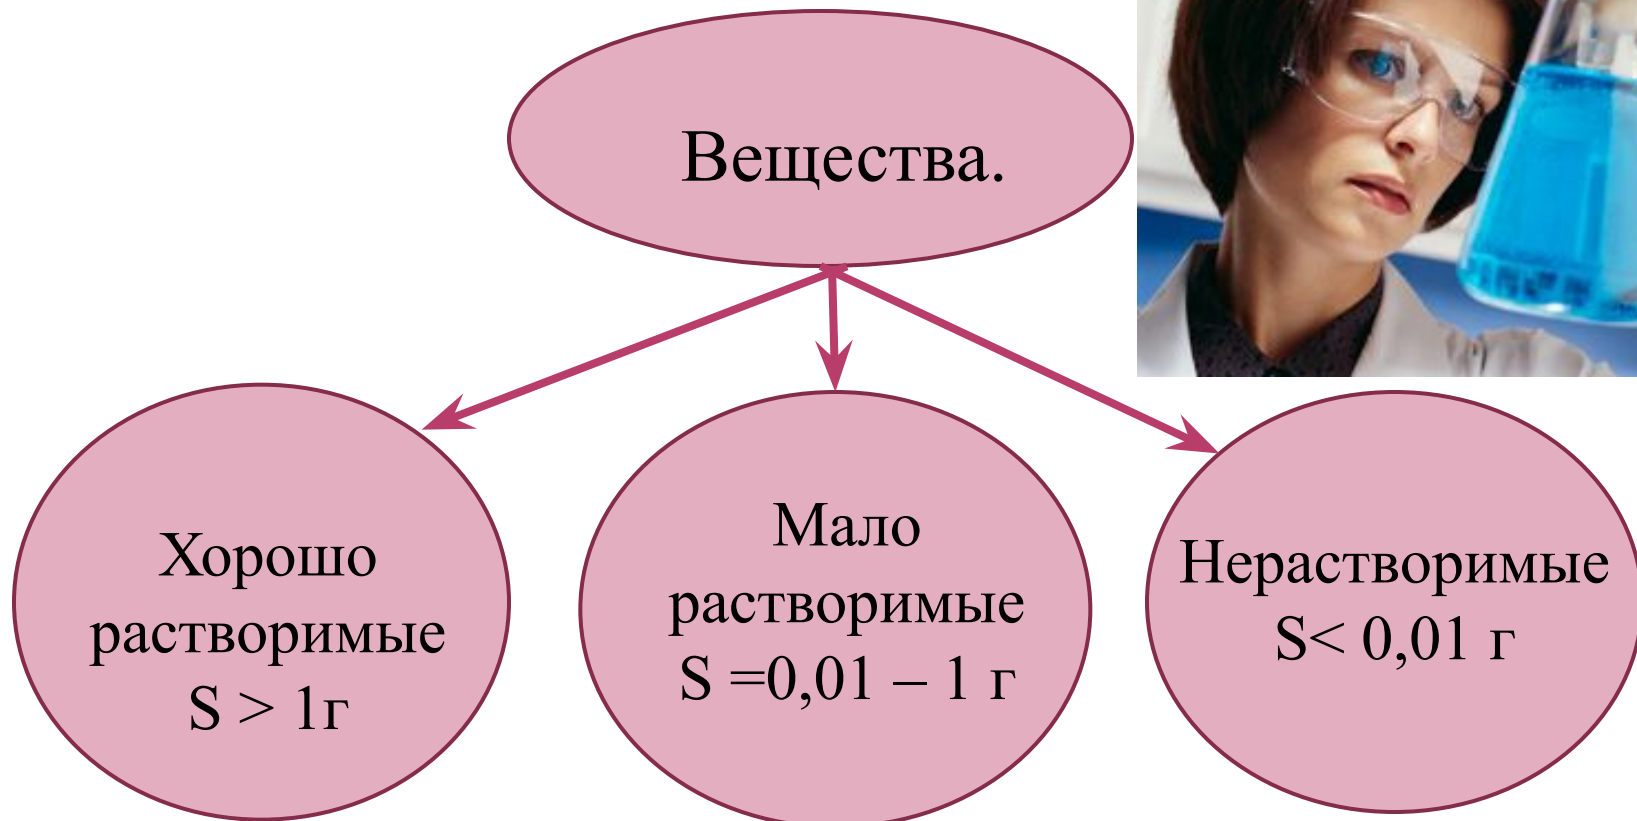 Вещества.
Хорошо
растворимые
S > 1г
Мало
растворимые
S =0,01 – 1 г
Нерастворимые
S< 0,01 г